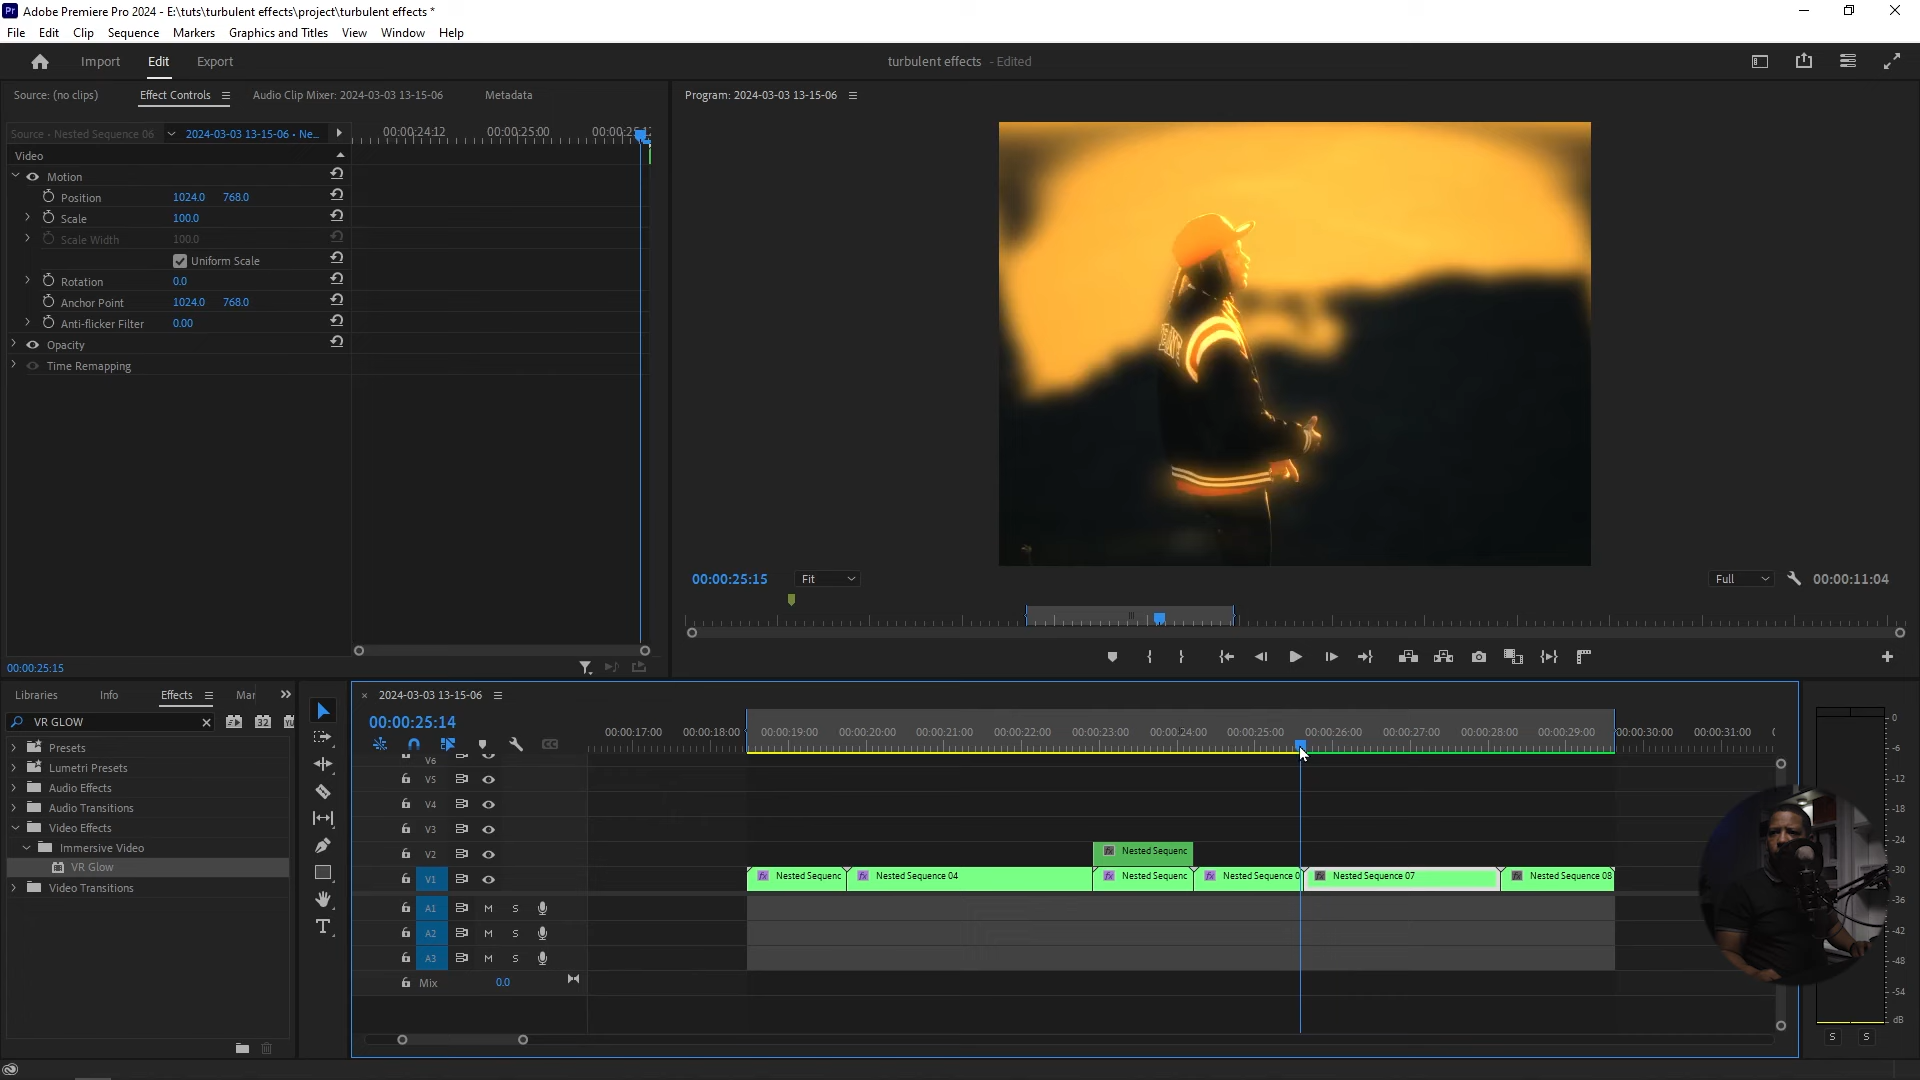 Adobe Premiere Pro 2024 - E:\tuts\turbulent effects\project\turbulent effects *
File Edit Clip Sequence Markers Graphics and Titles View Window Help
Import Edit Export turbulent effects - Edited
Source: (no clips) Effect Controls Audio Clip Mixer: 2024-03-03 13-15-06 Metadata
Program: 2024-03-03 13-15-06
Source • Nested Sequence 06 2024-03-03 13-15-06 • Ne... 00:00:24:12 00:00:25:00
Video
Motion
Position 1024.0 768.0
Scale 100.0
Scale Width 100.0
Uniform Scale
Rotation 0.0
Anchor Point 1024.0 768.0
Anti-flicker Filter 0.00
Opacity
Time Remapping
00:00:25:15 Fit Full 00:00:11:04
00:00:25:15
Libraries Info Effects Mar
VR GLOW
Presets
Lumetri Presets
Audio Effects
Audio Transitions
Video Effects
Immersive Video
VR Glow
Video Transitions
2024-03-03 13-15-06
00:00:25:14
00:00:17:00 00:00:18:00 00:00:19:00 00:00:20:00 00:00:21:00 00:00:22:00 00:00:23:00 00:00:24:00 00:00:25:00 00:00:26:00 00:00:27:00 00:00:28:00 00:00:29:00 00:00:30:00 00:00:31:00
V6
V5
V4
V3
V2 Nested Sequenc
V1 Nested Sequenc Nested Sequence 04 Nested Sequenc Nested Sequence 0 Nested Sequence 07 Nested Sequence 08
A1 M S
A2 M S
A3 M S
Mix 0.0
0
-6
-12
-18
-24
-30
-36
-42
-48
-54
dB
S S